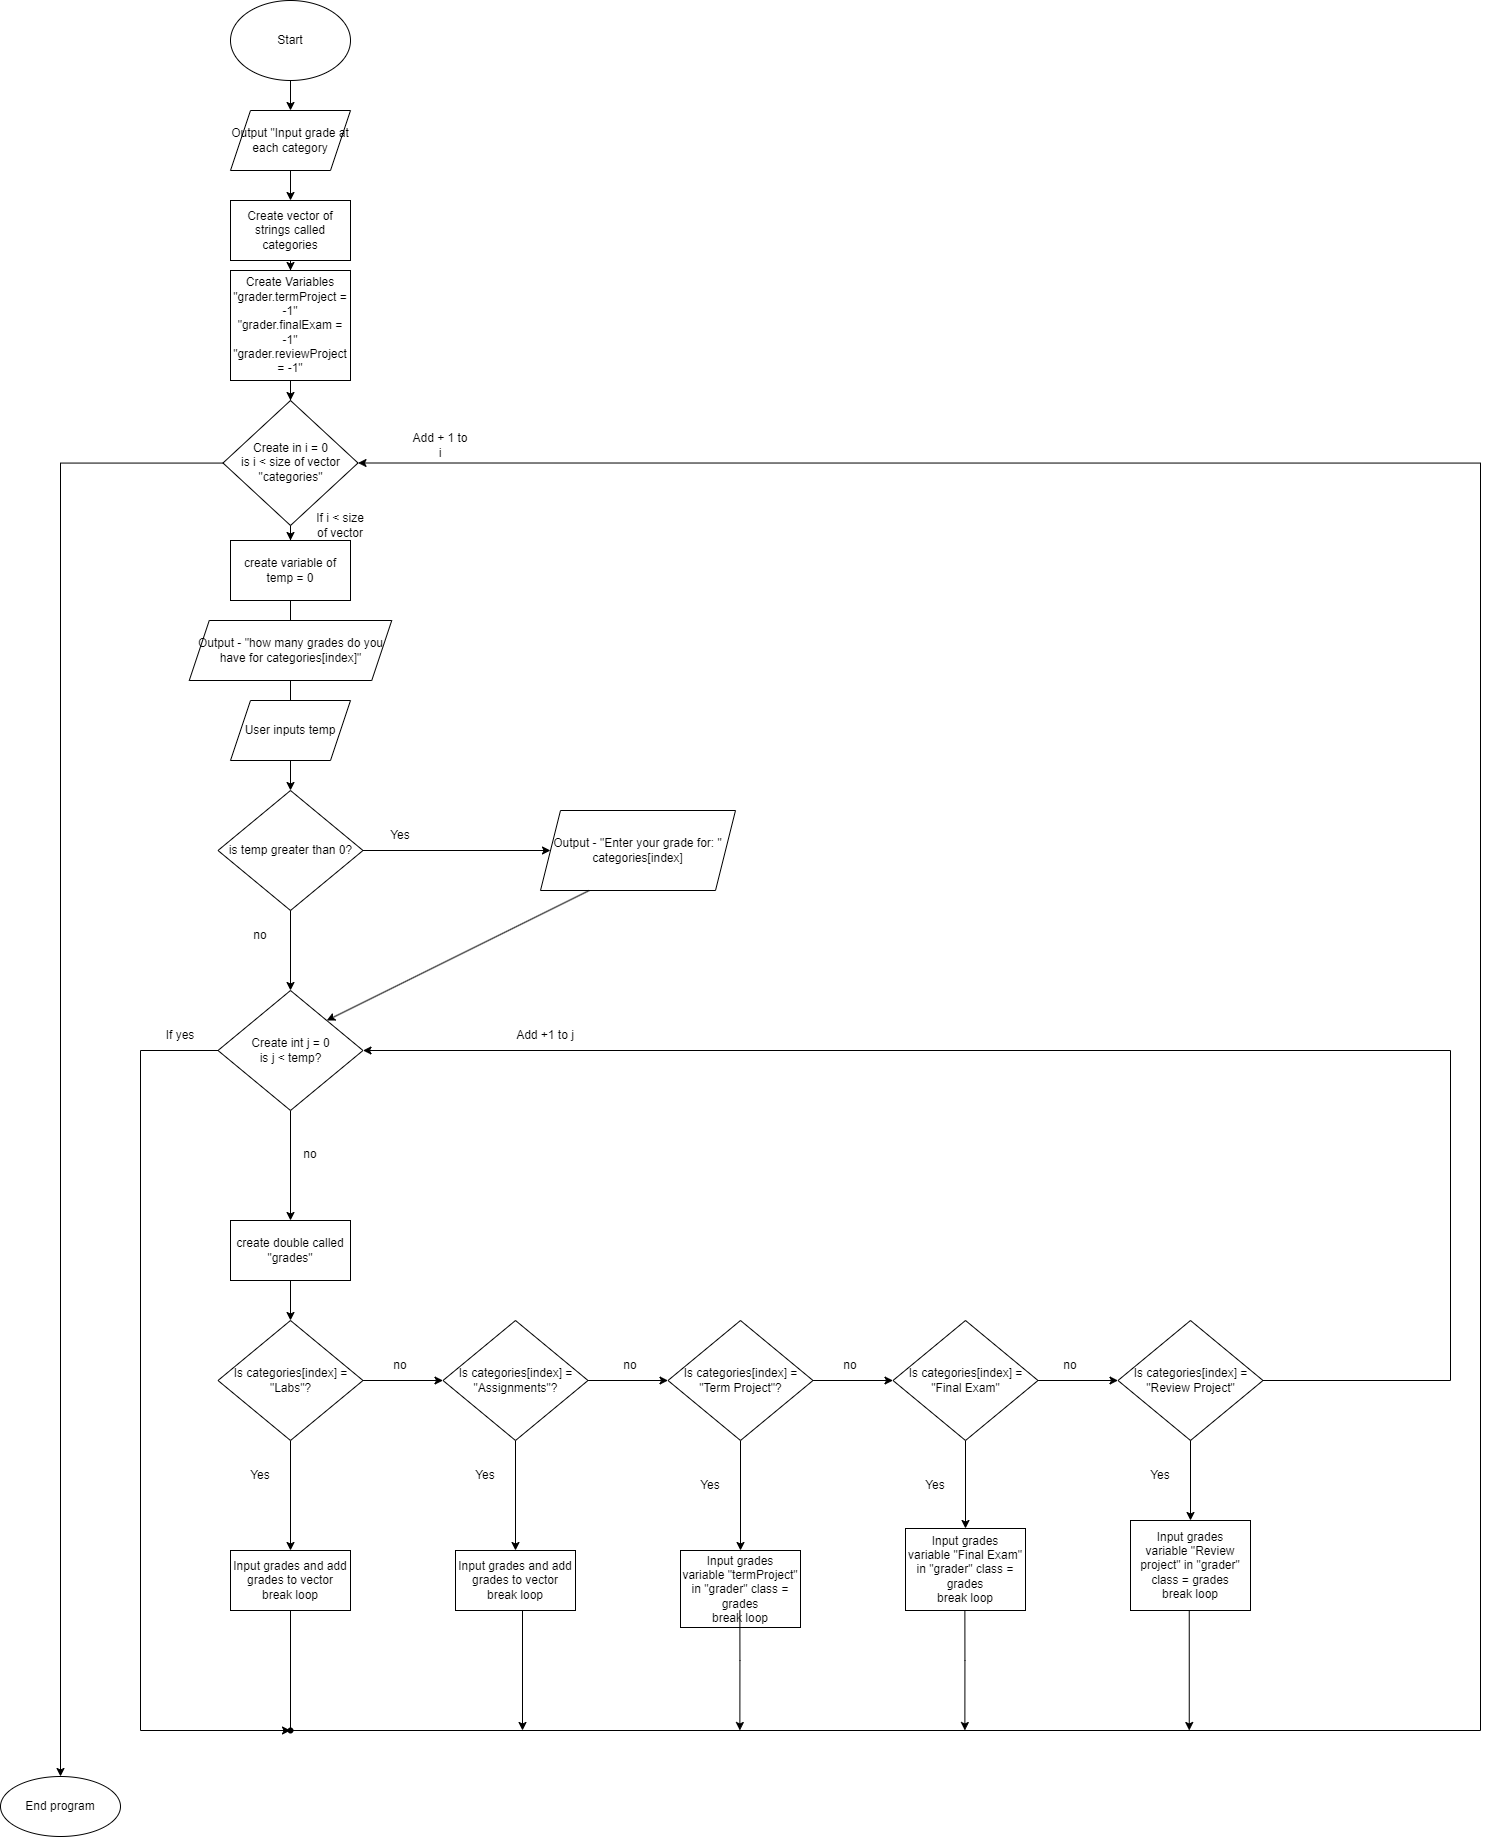 Start
Output "Input grade at
each category
Create vector of
strings called
categories
Create Variables
"grader.termProject =
-1"
"grader.finalExam =
-1"
"grader.reviewProject
= -1"
Create in i = 0
is i < size of vector
"categories"
Add + 1 to
i
If i < size
of vector
create variable of
temp = 0
Output - "how many grades do you
have for categories[index]"
User inputs temp
is temp greater than 0?
Yes
Output - "Enter your grade for: "
categories[index]
no
If yes
Create int j = 0
is j < temp?
Add +1 to j
no
create double called
"grades"
Is categories[index] =
"Labs"?
no
Is categories[index] =
"Assignments"?
no
Is categories[index] =
"Term Project"?
no
Is categories[index] =
"Final Exam"
no
Is categories[index] =
"Review Project"
Yes
Yes
Yes
Yes
Yes
Input grades and add
grades to vector
break loop
Input grades and add
grades to vector
break loop
Input grades
variable "termProject"
in "grader" class =
grades
break loop
Input grades
variable "Final Exam"
in "grader" class =
grades
break loop
Input grades
variable "Review
project" in "grader"
class = grades
break loop
End program